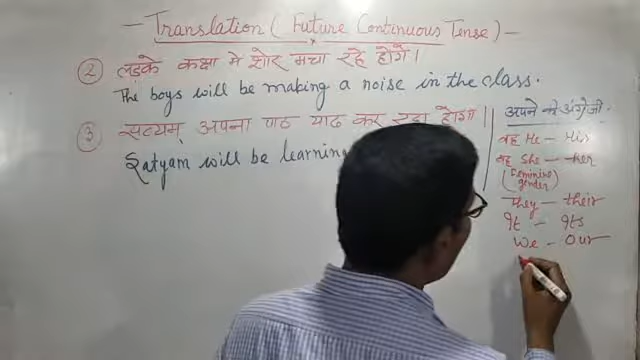 — Translation ( Future Continuous Tense ) —
② लड़के कक्षा मे शोर मचा रहे होंगे।
The boys will be making a noise in the class.
③ सत्यम् अपना पाठ याद कर रहा होगा।
Satyam will be learning
अपने की अंग्रेजी
वह He — His
वह She — Her
(Feminine gender)
They — their
It — Its
We — Our